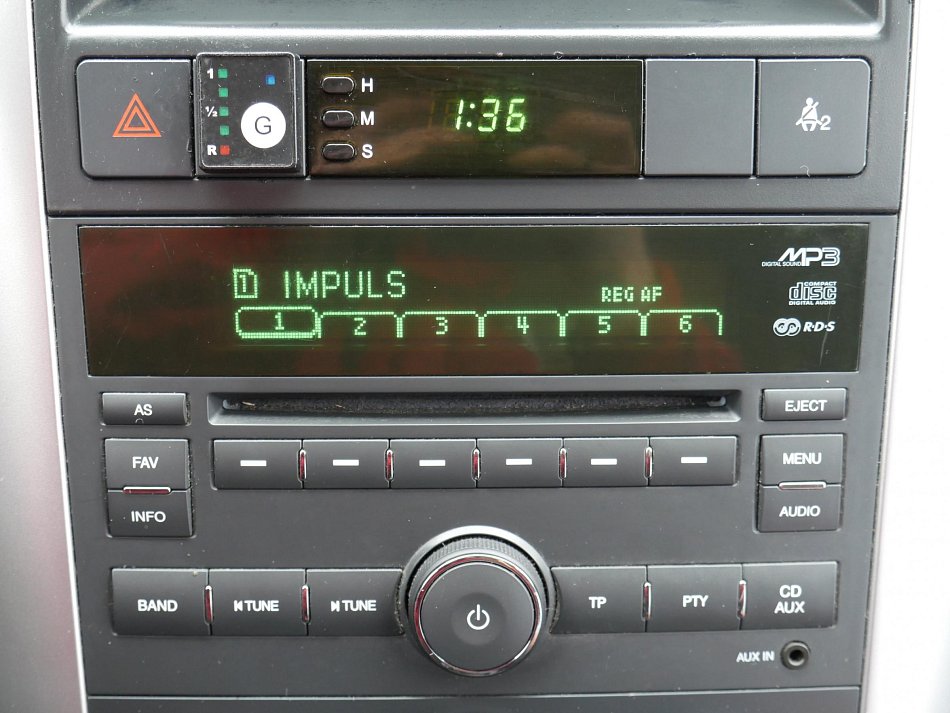 1 H
½ G M 1:36 2
R S
MP3
DIGITAL SOUND
1 IMPULS REG AF
COMPACT
disc
DIGITAL AUDIO
1 2 3 4 5 6
R·D·S
AS EJECT
FAV MENU
INFO AUDIO
BAND TUNE TUNE TP PTY CD AUX
AUX IN